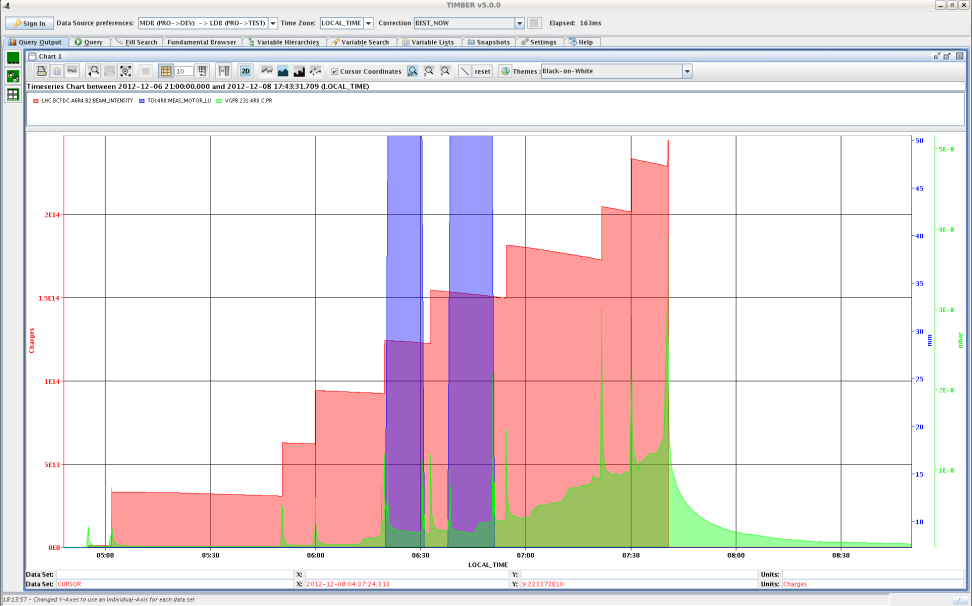 TIMBER v5.0.0
Sign In Data Source preferences: MDB (PRO->DEV) -> LDB (PRO->TEST) Time Zone: LOCAL_TIME Correction BEST_NOW Elapsed: 163ms
Query Output Query Fill Search Fundamental Browser Variable Hierarchies Variable Search Variable Lists Snapshots Settings Help
Chart 1
10 2D Cursor Coordinates reset Themes: Black-on-White
Timeseries Chart between 2012-12-06 21:00:00.000 and 2012-12-08 17:43:31.709 (LOCAL_TIME)
LHC.BCTDC.A6R4.B2:BEAM_INTENSITY TDI.4R8:MEAS_MOTOR_LU VGPB.231.4R8.C.PR
2E14
1.5E14
1E14
5E13
0E0
Charges
50
45
40
35
30
25
20
15
10
mm
5E-8
4E-8
3E-8
2E-8
1E-8
mbar
05:00 05:30 06:00 06:30 07:00 07:30 08:00 08:30
LOCAL_TIME
Data Set: X: Y: Units:
Data Set: CURSOR X: 2012-12-08 04:37:24.313 Y: 9.223372E10 Units: Charges
18:13:57 - Changed Y-Axes to use an Individual-Axis for each data set